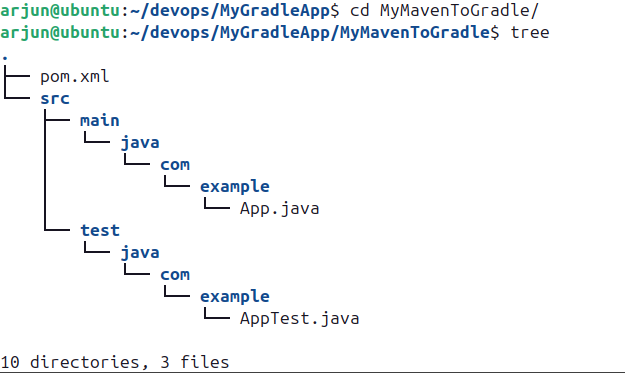 arjun@ubuntu:~/devops/MyGradleApp$ cd MyMavenToGradle/
arjun@ubuntu:~/devops/MyGradleApp/MyMavenToGradle$ tree
.
├── pom.xml
└── src
    ├── main
    │   └── java
    │       └── com
    │           └── example
    │               └── App.java
    └── test
        └── java
            └── com
                └── example
                    └── AppTest.java

10 directories, 3 files